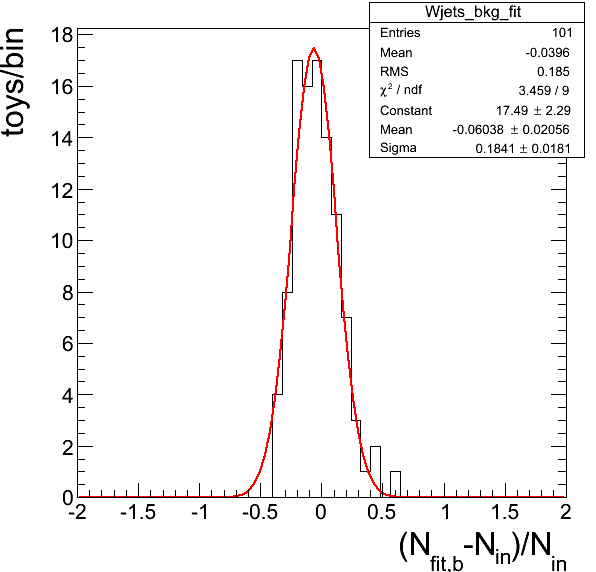 Wjets_bkg_fit
Entries 101
Mean -0.0396
RMS 0.185
χ² / ndf 3.459 / 9
Constant 17.49 ± 2.29
Mean -0.06038 ± 0.02056
Sigma 0.1841 ± 0.0181
toys/bin
18
16
14
12
10
8
6
4
2
0
-2 -1.5 -1 -0.5 0 0.5 1 1.5 2
(N_fit,b-N_in)/N_in